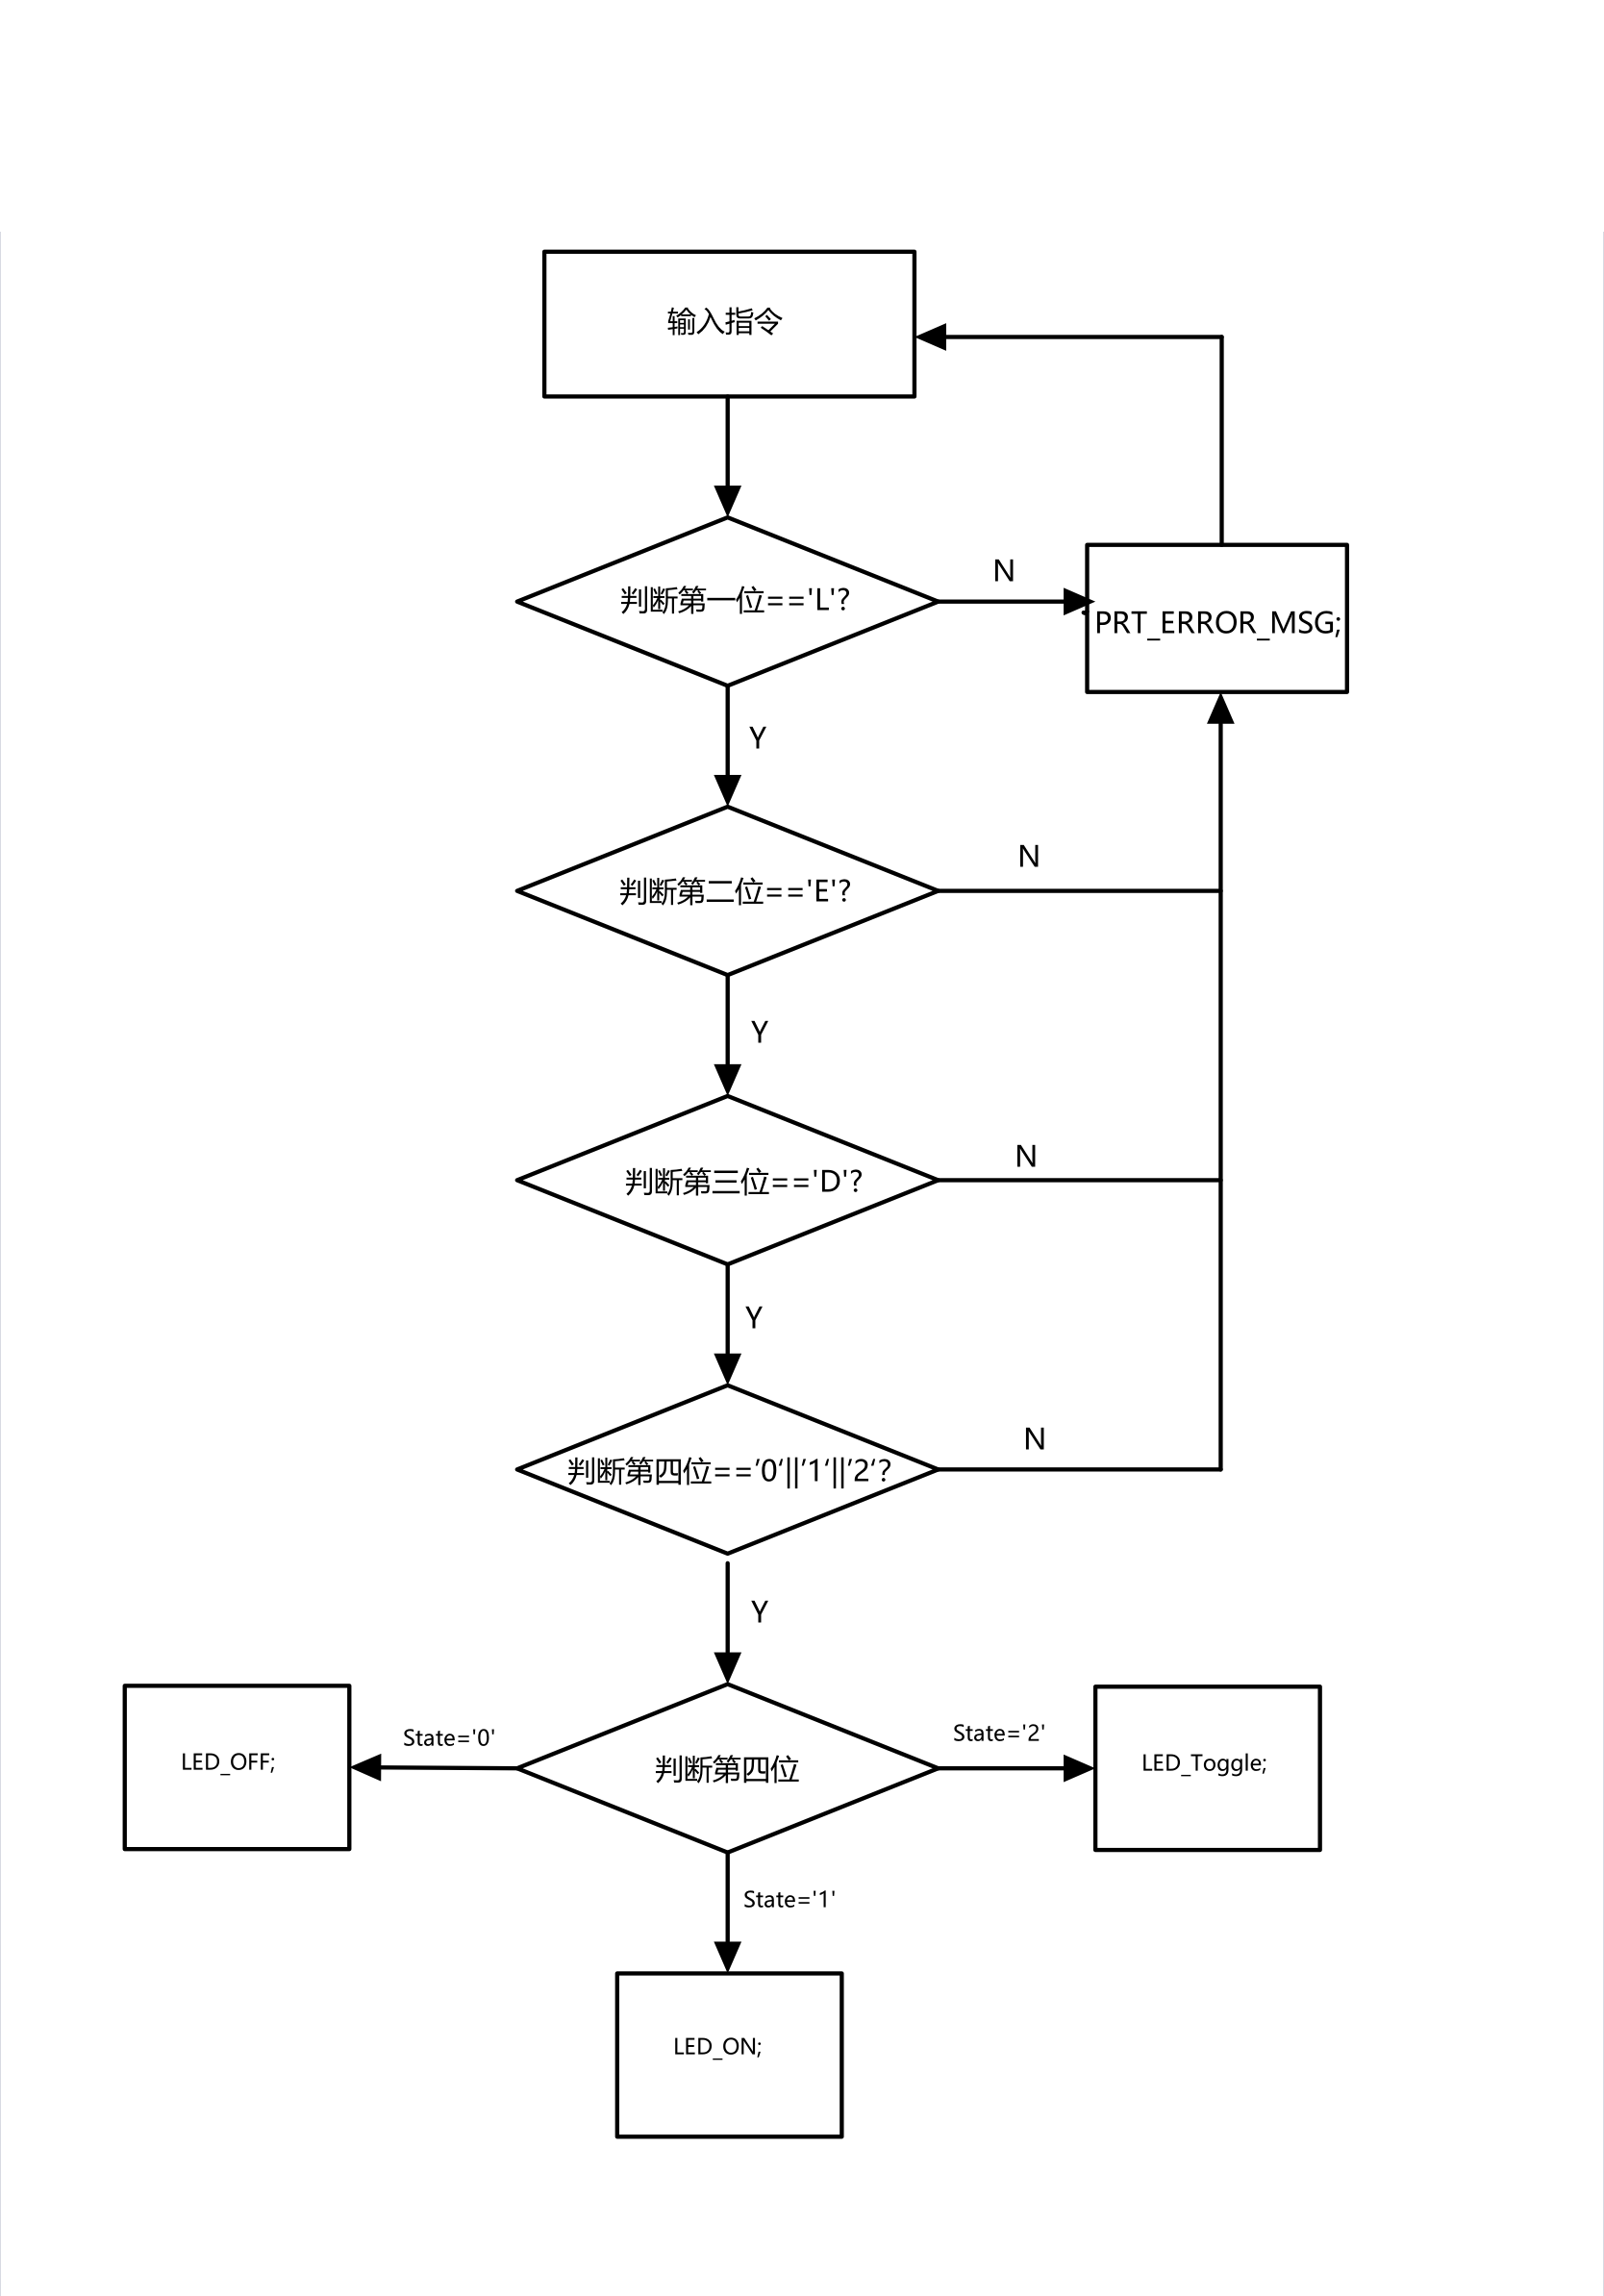 输入指令
判断第一位=='L'?
N
PRT_ERROR_MSG;
Y
判断第二位=='E'?
N
Y
判断第三位=='D'?
N
Y
判断第四位=='0‘||’1‘||’2‘?
N
Y
LED_OFF;
State='0'
判断第四位
State='2'
LED_Toggle;
State='1'
LED_ON;